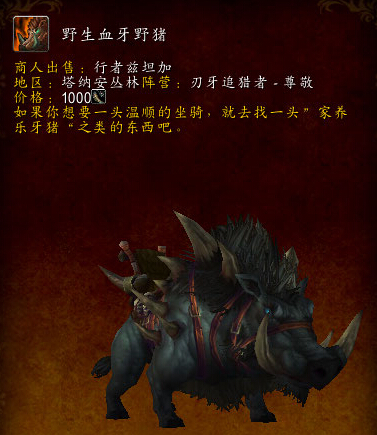 野生血牙野猪
商人出售：行者兹坦加
地区：塔纳安丛林阵营：刃牙追猎者 - 尊敬
价格：1000
如果你想要一头温顺的坐骑，就去找一头"家养
乐牙猪"之类的东西吧。